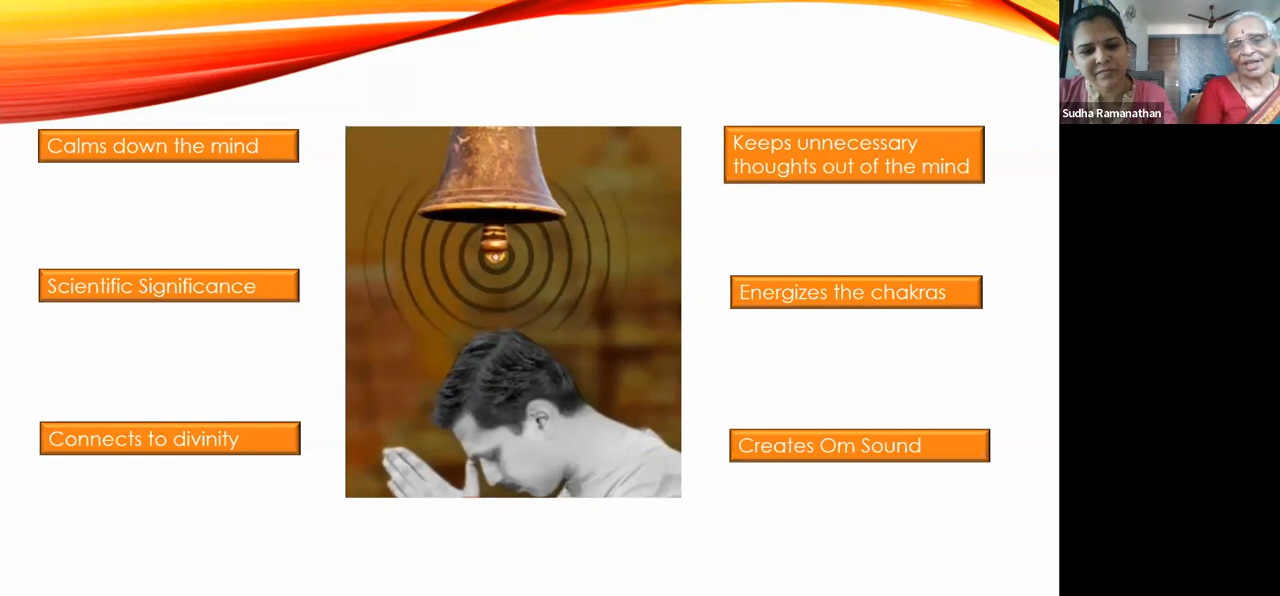 Calms down the mind
Scientific Significance
Connects to divinity
Keeps unnecessary
thoughts out of the mind
Energizes the chakras
Creates Om Sound
Sudha Ramanathan